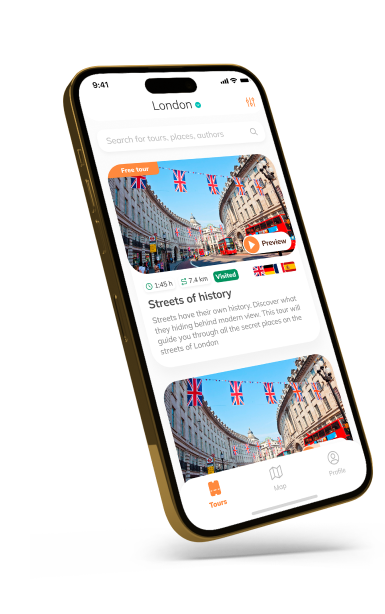 9:41
London
Search for tours, places, authors
Free tour
Preview
1:45 h
7.4 km
Visited
Streets of history
Streets have their own history. Discover what
they hiding behind modern view. This tour will
guide you through all the secret places on the
streets of London
Tours
Map
Profile